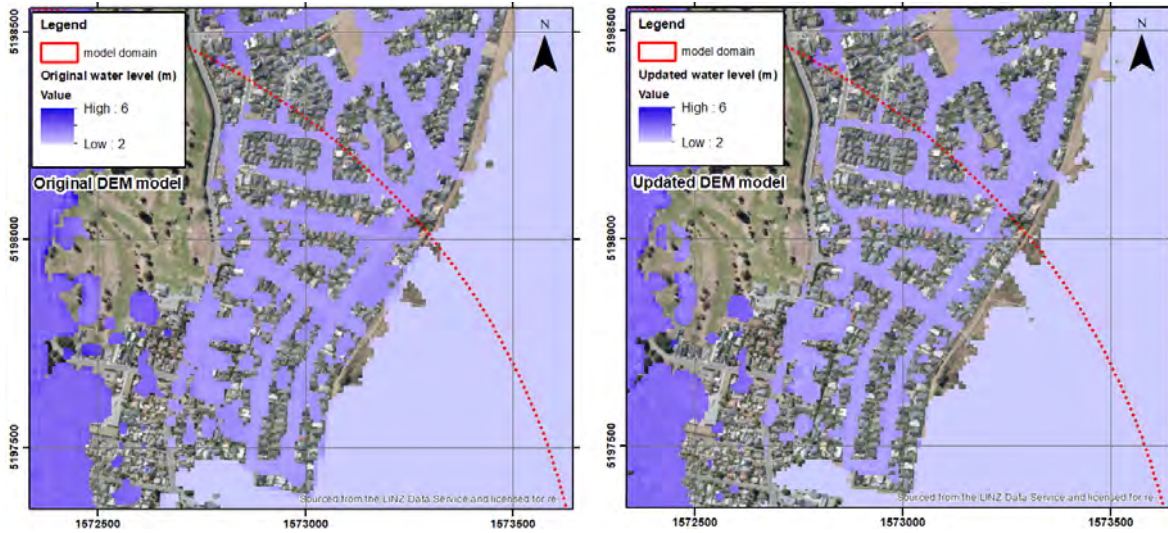 Legend
model domain
Original water level (m)
Value
High : 6
Low : 2
Original DEM model
N
5198500
5198000
5197500
1572500
1573000
1573500
Sourced from the LINZ Data Service and licensed for re-
Legend
model domain
Updated water level (m)
Value
High : 6
Low : 2
Updated DEM model
N
5198500
5198000
5197500
1572500
1573000
1573500
Sourced from the LINZ Data Service and licensed for re-